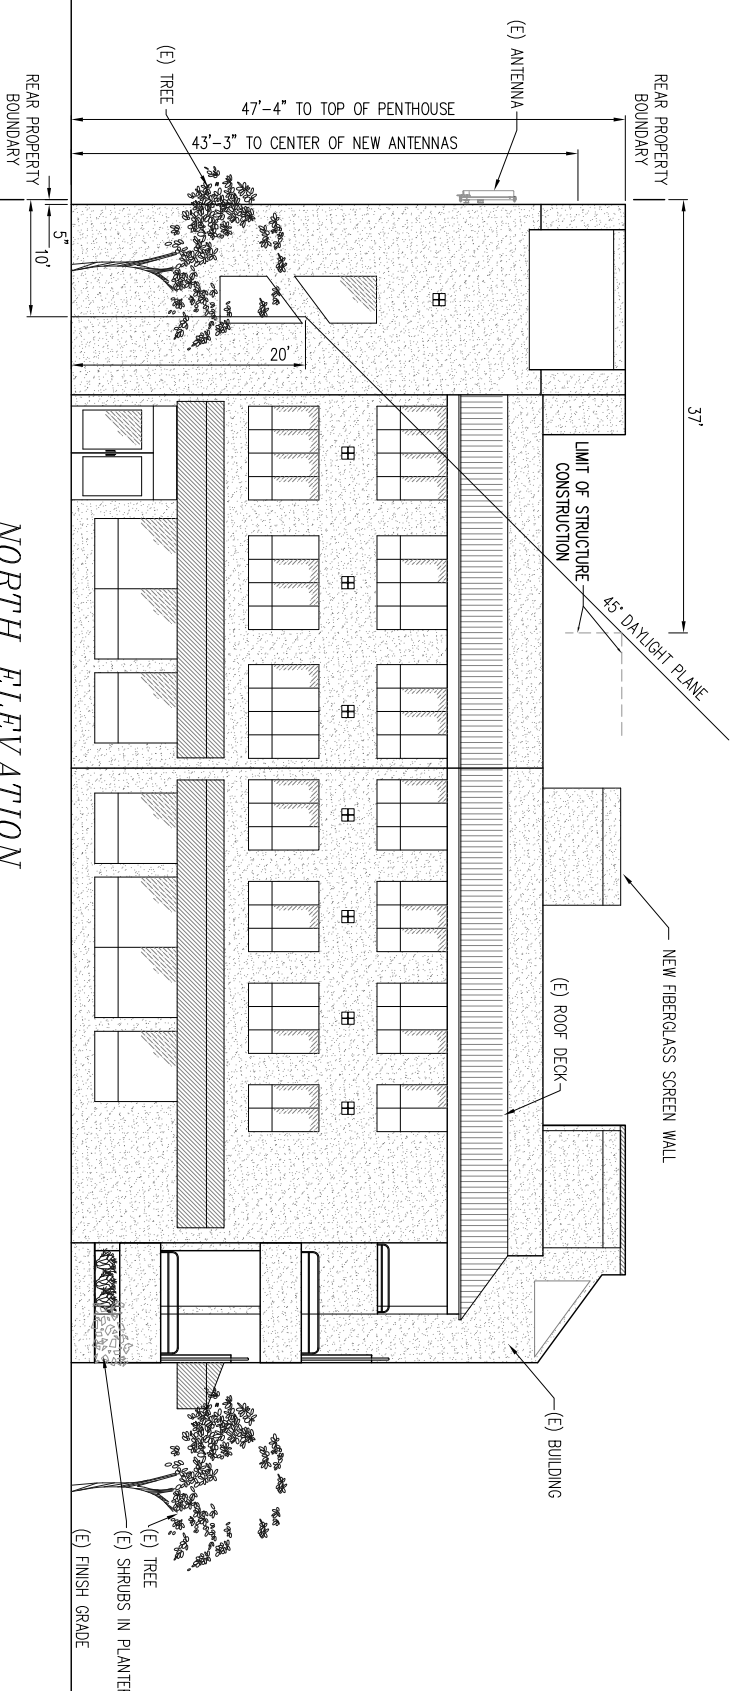 REAR PROPERTY
BOUNDARY
REAR PROPERTY
BOUNDARY
(E) TREE
(E) ANTENNA
47'-4" TO TOP OF PENTHOUSE
43'-3" TO CENTER OF NEW ANTENNAS
5"
10'
20'
37'
LIMIT OF STRUCTURE
CONSTRUCTION
45° DAYLIGHT PLANE
NEW FIBERGLASS SCREEN WALL
(E) ROOF DECK
(E) BUILDING
(E) TREE
(E) SHRUBS IN PLANTER
(E) FINISH GRADE
NORTH ELEVATION